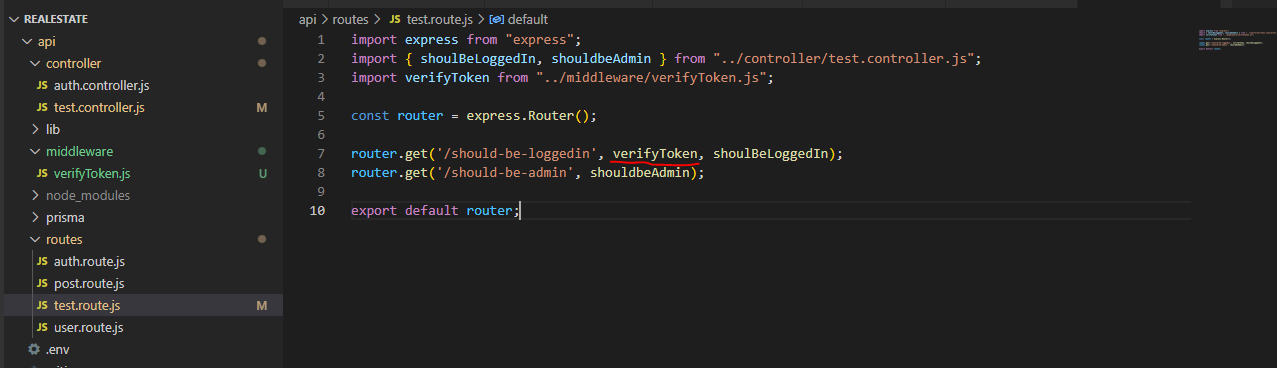 REALESTATE
api
controller
JS auth.controller.js
JS test.controller.js M
lib
middleware
JS verifyToken.js U
node_modules
prisma
routes
JS auth.route.js
JS post.route.js
JS test.route.js M
JS user.route.js
.env
api > routes > JS test.route.js > default
1 import express from "express";
2 import { shoulBeLoggedIn, shouldbeAdmin } from "../controller/test.controller.js";
3 import verifyToken from "../middleware/verifyToken.js";
4
5 const router = express.Router();
6
7 router.get('/should-be-loggedin', verifyToken, shoulBeLoggedIn);
8 router.get('/should-be-admin', shouldbeAdmin);
9
10 export default router;